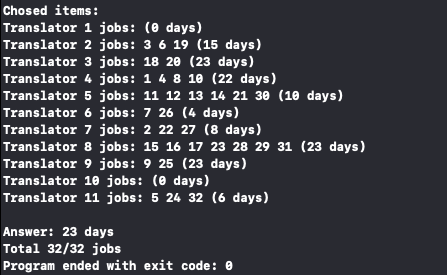 Chosed items:
Translator 1 jobs: (0 days)
Translator 2 jobs: 3 6 19 (15 days)
Translator 3 jobs: 18 20 (23 days)
Translator 4 jobs: 1 4 8 10 (22 days)
Translator 5 jobs: 11 12 13 14 21 30 (10 days)
Translator 6 jobs: 7 26 (4 days)
Translator 7 jobs: 2 22 27 (8 days)
Translator 8 jobs: 15 16 17 23 28 29 31 (23 days)
Translator 9 jobs: 9 25 (23 days)
Translator 10 jobs: (0 days)
Translator 11 jobs: 5 24 32 (6 days)
Answer: 23 days
Total 32/32 jobs
Program ended with exit code: 0